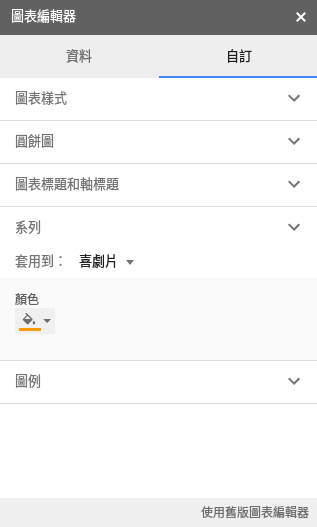 圖表編輯器
資料 自訂
圖表樣式
圓餅圖
圖表標題和軸標題
系列
套用到： 喜劇片
顏色
圖例
使用舊版圖表編輯器